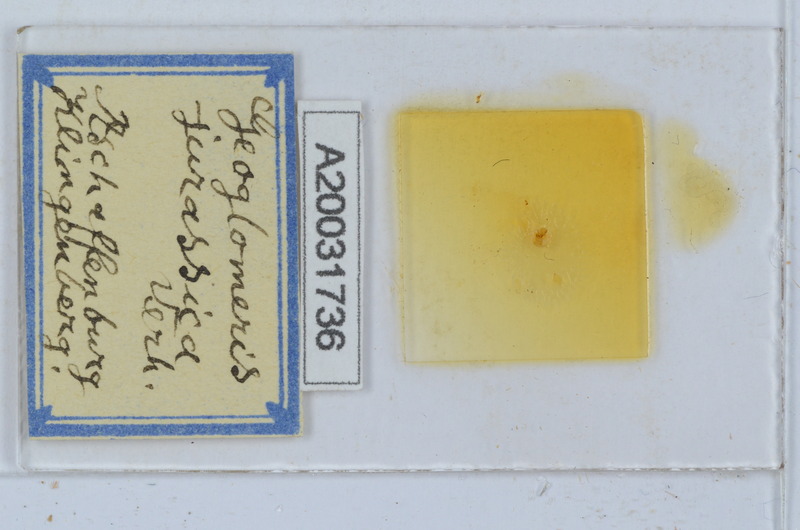 Geoglomeris
jurassica
Verh.
Aschaffenburg
Klingenberg.
A20031736